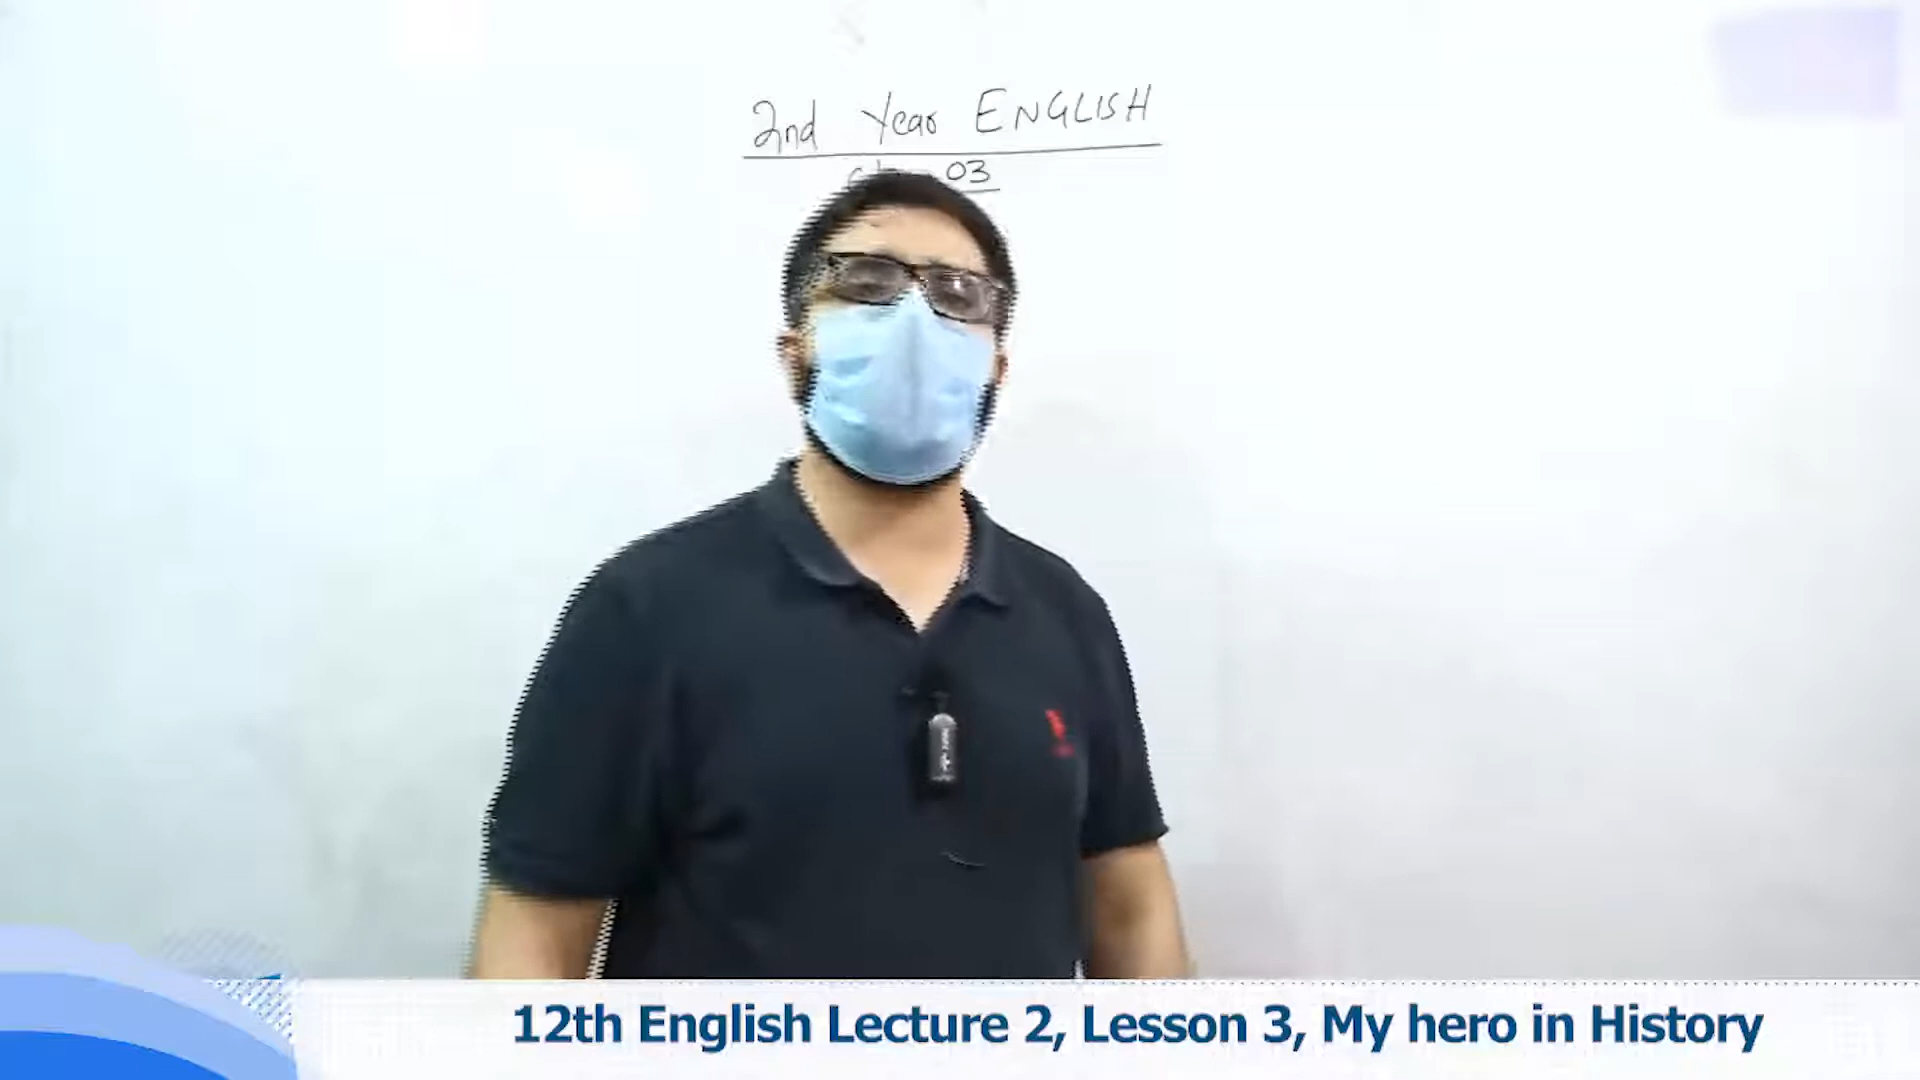 2nd Year ENGLISH
03
12th English Lecture 2, Lesson 3, My hero in History